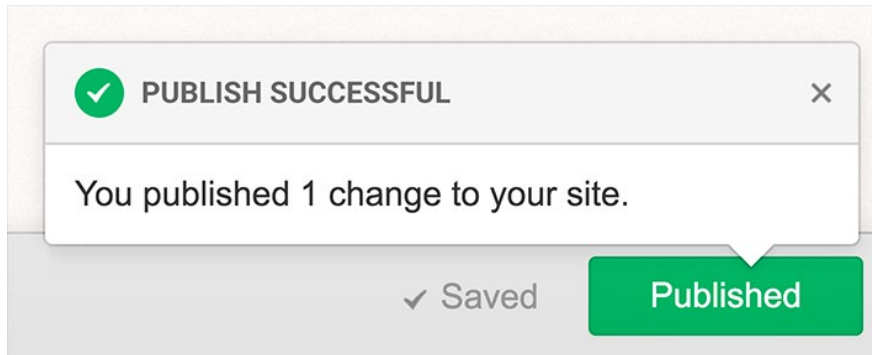 PUBLISH SUCCESSFUL
You published 1 change to your site.
Saved
Published